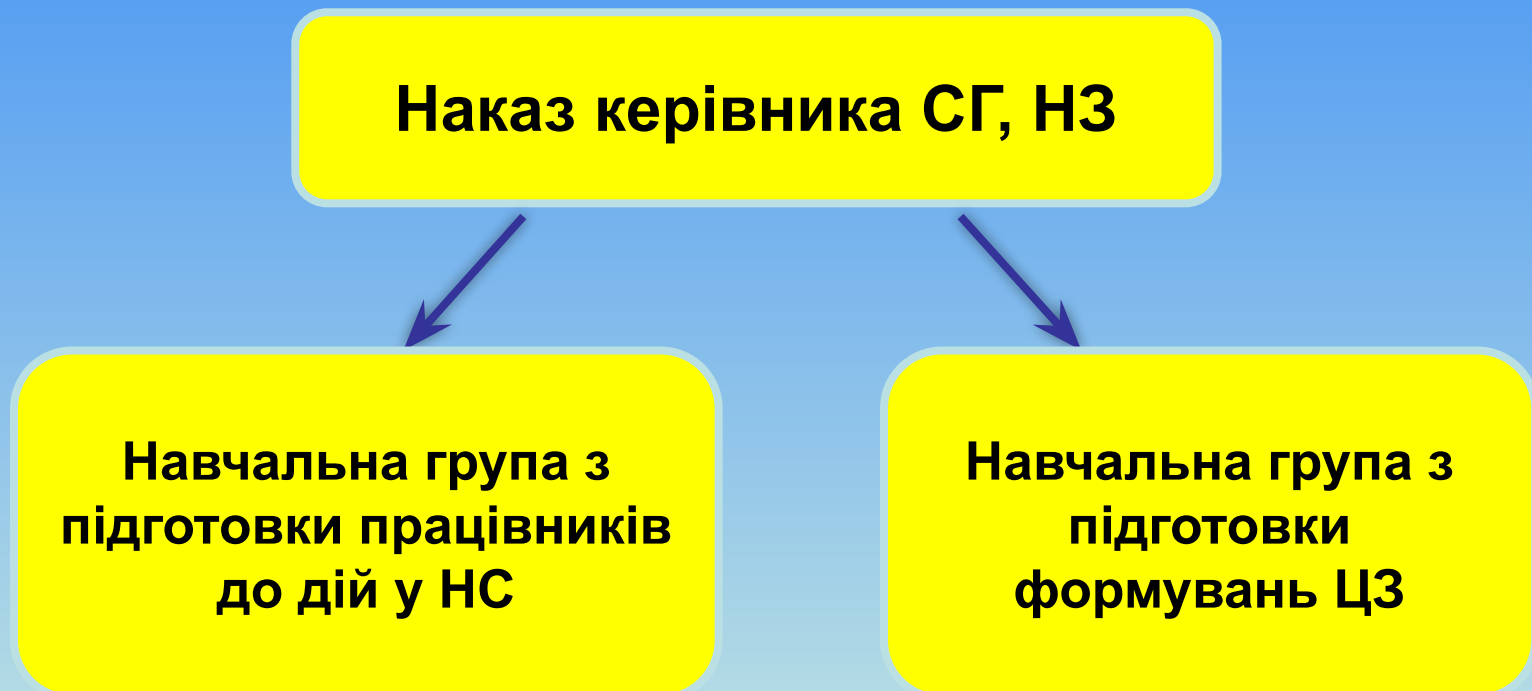 Наказ керівника СГ, НЗ
Навчальна група з
підготовки працівників
до дій у НС
Навчальна група з
підготовки
формувань ЦЗ